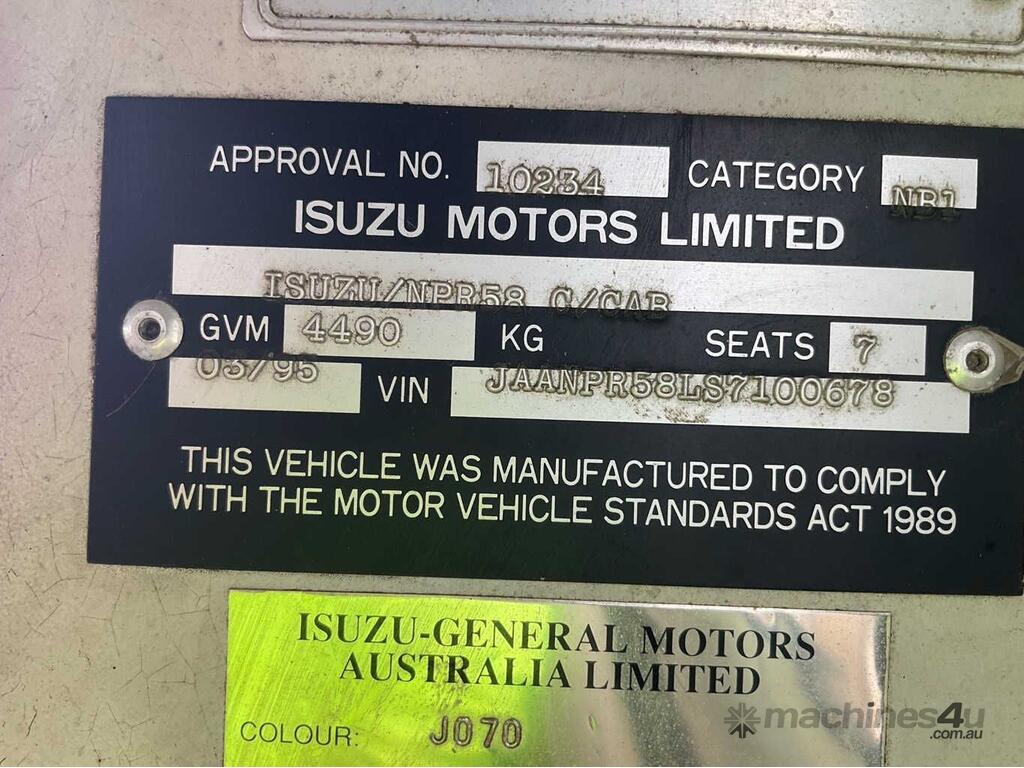 APPROVAL NO. 10234 CATEGORY NB1
ISUZU MOTORS LIMITED
ISUZU/NPR58 C/CAB
GVM 4490 KG SEATS 7
03/95 VIN JAANPR58LS7100678
THIS VEHICLE WAS MANUFACTURED TO COMPLY
WITH THE MOTOR VEHICLE STANDARDS ACT 1989
ISUZU-GENERAL MOTORS
AUSTRALIA LIMITED
COLOUR: J070
machines4u
.com.au